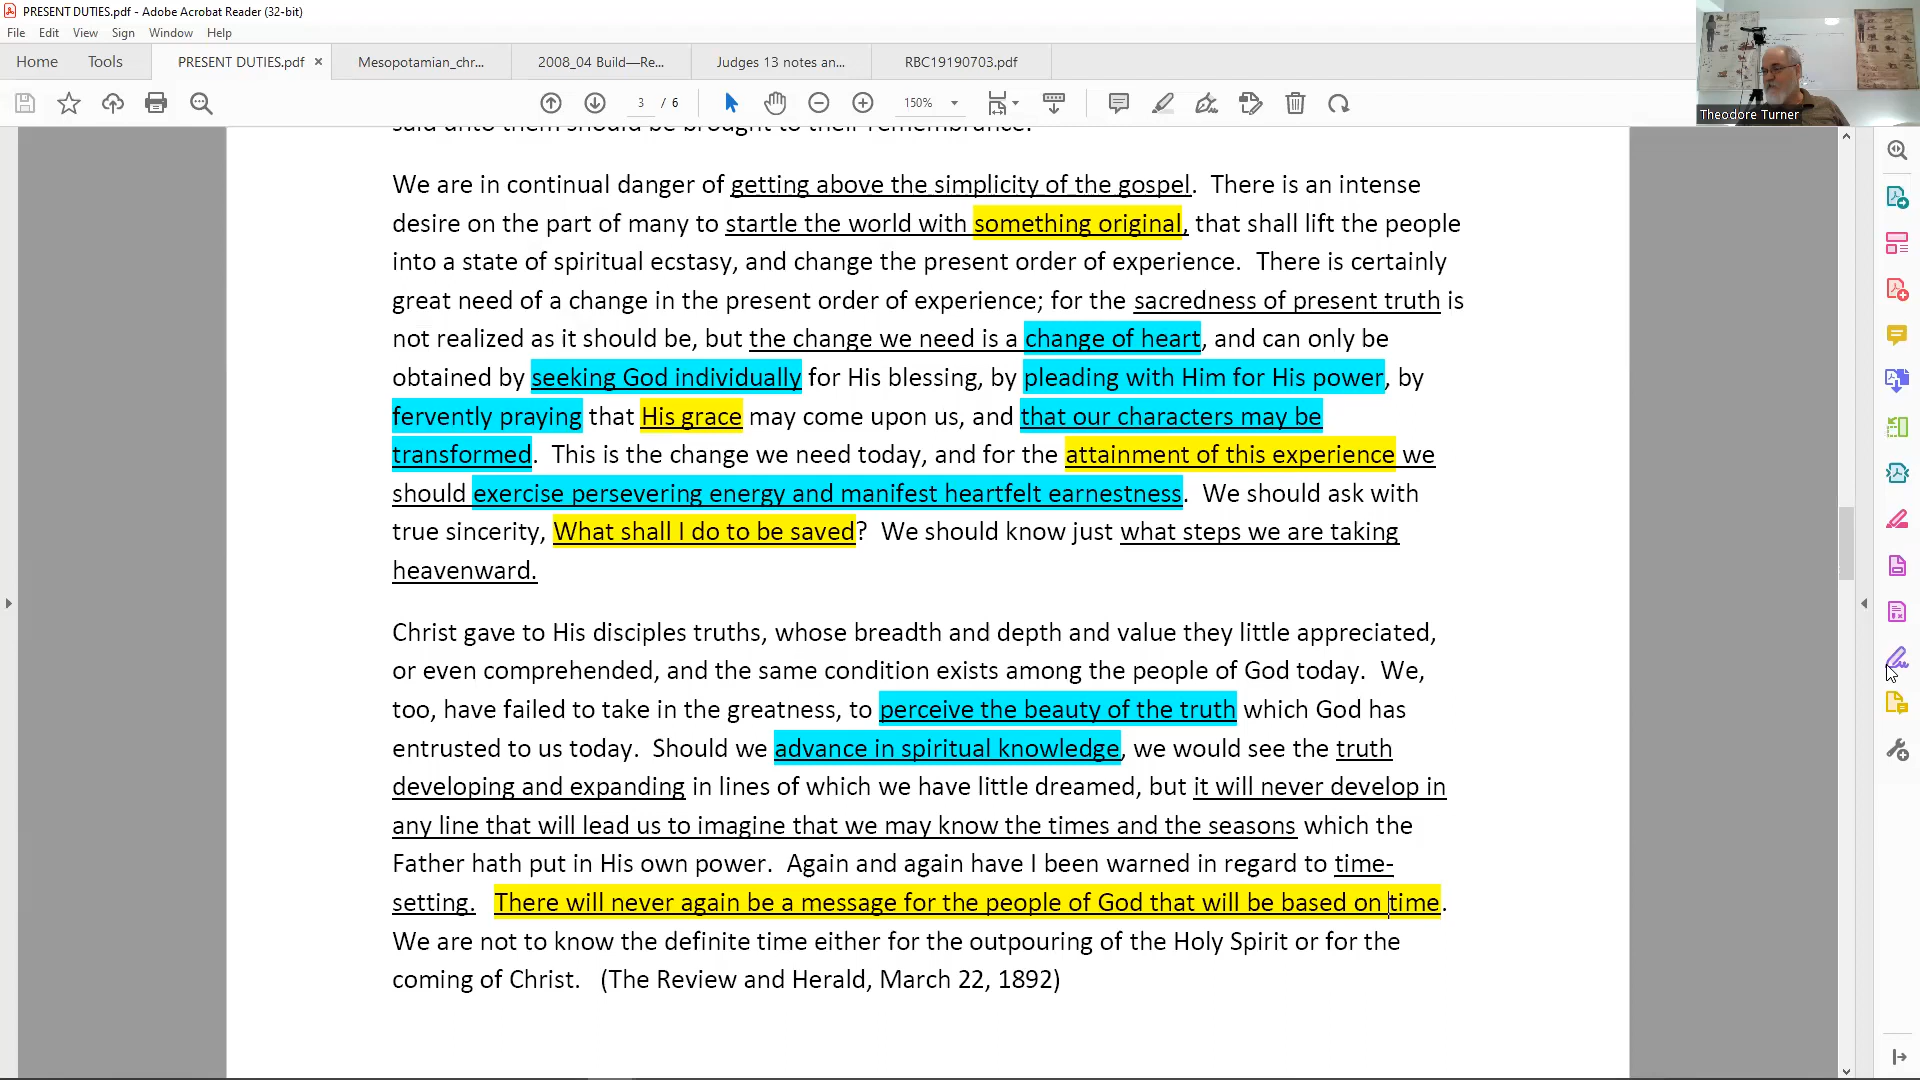 PRESENT DUTIES.pdf - Adobe Acrobat Reader (32-bit)
File Edit View Sign Window Help
Home Tools PRESENT DUTIES.pdf × Mesopotamian_chr... 2008_04 Build—Re... Judges 13 notes an... RBC19190703.pdf
3 / 6 150%
Theodore Turner
said unto them should be brought to their remembrance.
We are in continual danger of getting above the simplicity of the gospel. There is an intense
desire on the part of many to startle the world with something original, that shall lift the people
into a state of spiritual ecstasy, and change the present order of experience. There is certainly
great need of a change in the present order of experience; for the sacredness of present truth is
not realized as it should be, but the change we need is a change of heart, and can only be
obtained by seeking God individually for His blessing, by pleading with Him for His power, by
fervently praying that His grace may come upon us, and that our characters may be
transformed. This is the change we need today, and for the attainment of this experience we
should exercise persevering energy and manifest heartfelt earnestness. We should ask with
true sincerity, What shall I do to be saved? We should know just what steps we are taking
heavenward.
Christ gave to His disciples truths, whose breadth and depth and value they little appreciated,
or even comprehended, and the same condition exists among the people of God today. We,
too, have failed to take in the greatness, to perceive the beauty of the truth which God has
entrusted to us today. Should we advance in spiritual knowledge, we would see the truth
developing and expanding in lines of which we have little dreamed, but it will never develop in
any line that will lead us to imagine that we may know the times and the seasons which the
Father hath put in His own power. Again and again have I been warned in regard to time-
setting. There will never again be a message for the people of God that will be based on time.
We are not to know the definite time either for the outpouring of the Holy Spirit or for the
coming of Christ. (The Review and Herald, March 22, 1892)